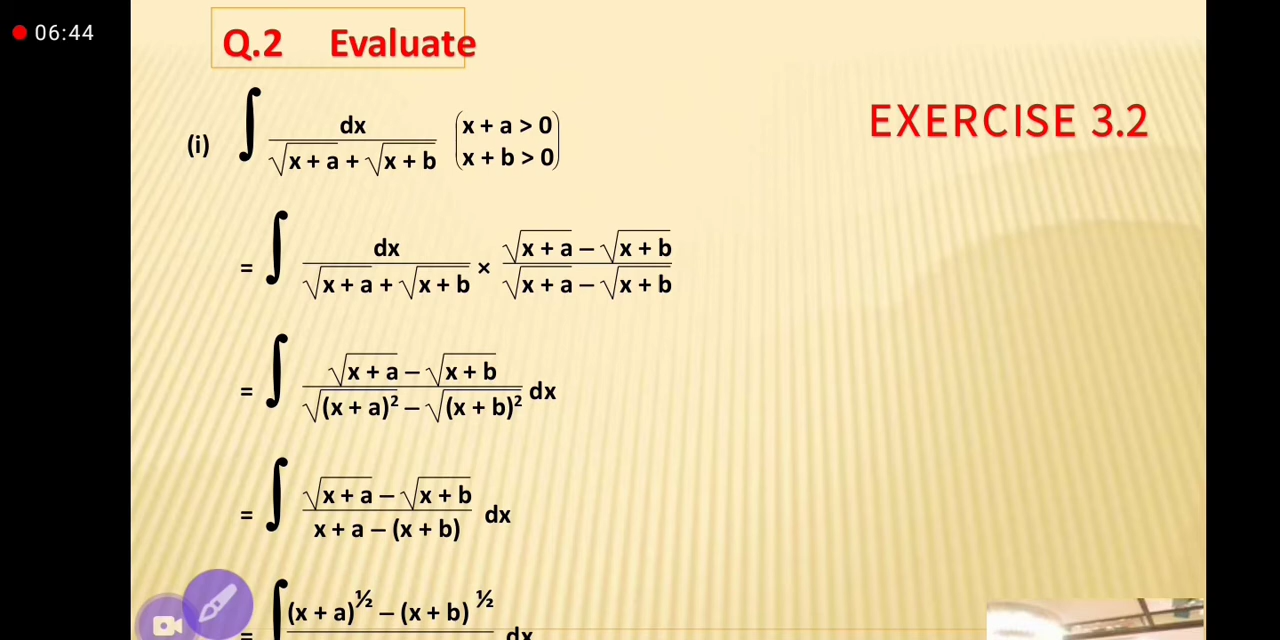 06:44
Q.2 Evaluate
EXERCISE 3.2
(i) ∫ dx / (√(x + a) + √(x + b)) (x + a > 0
x + b > 0)
= ∫ dx / (√(x + a) + √(x + b)) × (√(x + a) – √(x + b)) / (√(x + a) – √(x + b))
= ∫ (√(x + a) – √(x + b)) / (√(x + a)² – √(x + b)²) dx
= ∫ (√(x + a) – √(x + b)) / (x + a – (x + b)) dx
= ∫ (x + a)^½ – (x + b)^½ dx